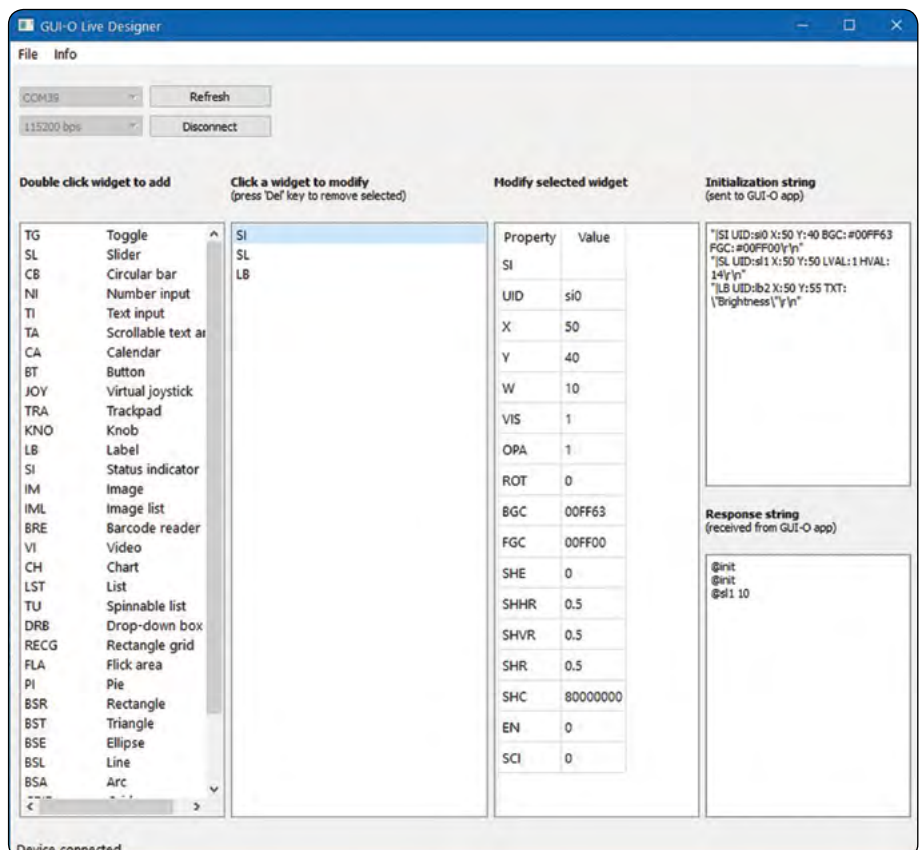 GUI-O Live Designer
File Info
COM39 Refresh
115200 bps Disconnect
Double click widget to add
TG Toggle
SL Slider
CB Circular bar
NI Number input
TI Text input
TA Scrollable text ar
CA Calendar
BT Button
JOY Virtual joystick
TRA Trackpad
KNO Knob
LB Label
SI Status indicator
IM Image
IML Image list
BRE Barcode reader
VI Video
CH Chart
LST List
TU Spinnable list
DRB Drop-down box
RECG Rectangle grid
FLA Flick area
PI Pie
BSR Rectangle
BST Triangle
BSE Ellipse
BSL Line
BSA Arc
Click a widget to modify
(press 'Del' key to remove selected)
SI
SL
LB
Modify selected widget
Property Value
SI
UID si0
X 50
Y 40
W 10
VIS 1
OPA 1
ROT 0
BGC 00FF63
FGC 00FF00
SHE 0
SHHR 0.5
SHVR 0.5
SHR 0.5
SHC 80000000
EN 0
SCI 0
Initialization string
(sent to GUI-O app)
"|SI UID:si0 X:50 Y:40 BGC:#00FF63
FGC:#00FF00\r\n"
"|SL UID:sl1 X:50 Y:50 LVAL:1 HVAL:
14\r\n"
"|LB UID:lb2 X:50 Y:55 TXT:
\"Brightness\"\r\n"
Response string
(received from GUI-O app)
@init
@init
@sl1 10
Device connected